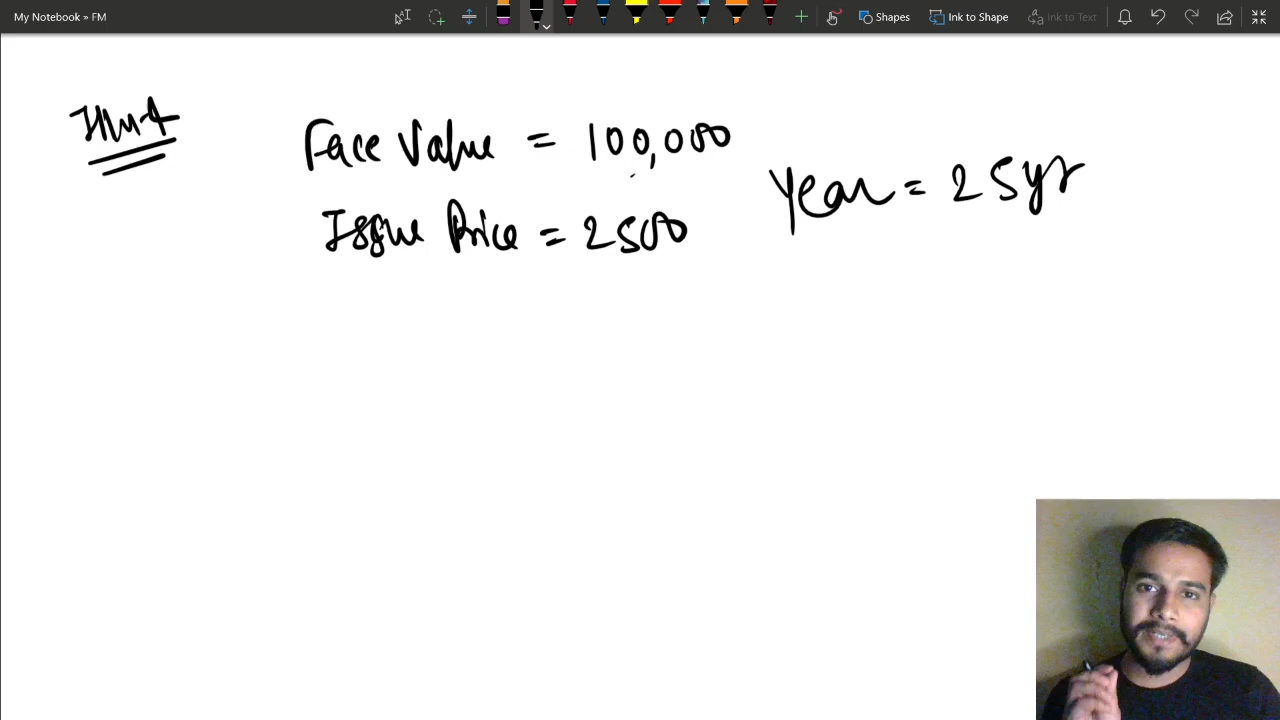 My Notebook » FM
Shapes
Ink to Shape
Ink to Text
Face Value = 100,000
Issue Price = 2500
Year = 25yr